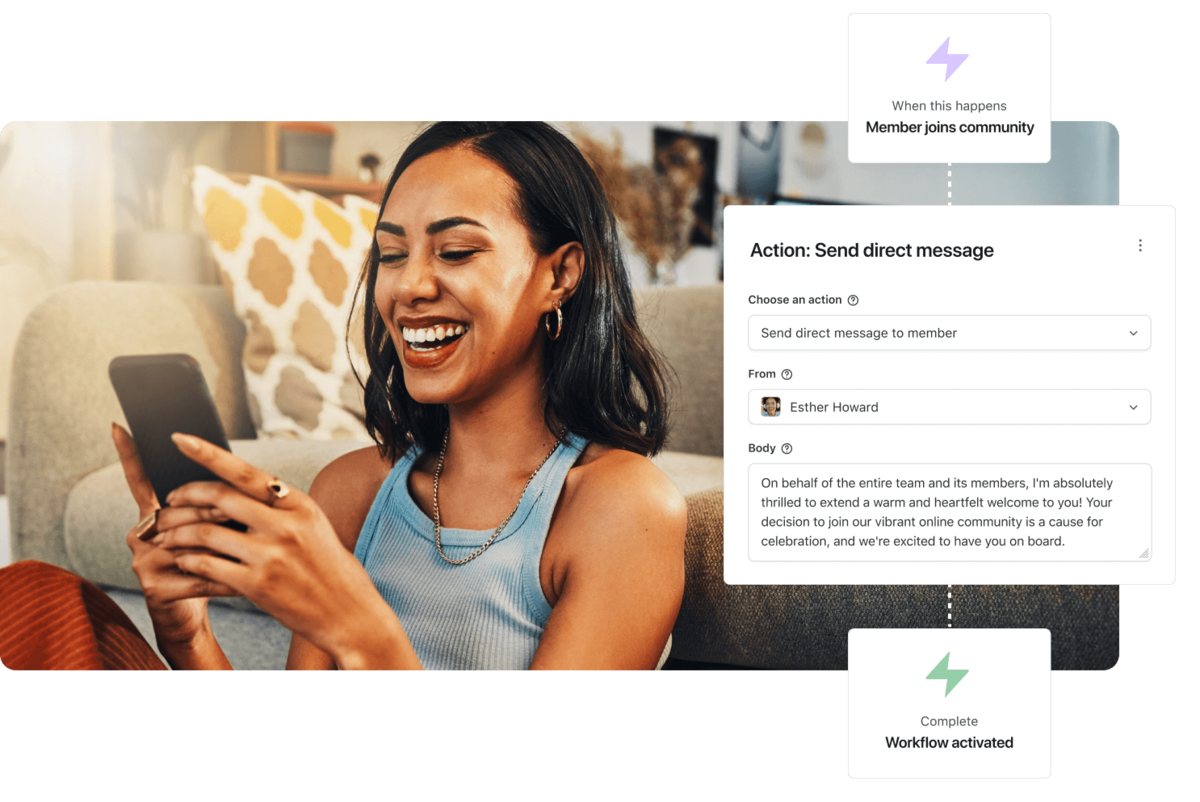 When this happens
Member joins community
Action: Send direct message
Choose an action
Send direct message to member
From
Esther Howard
Body
On behalf of the entire team and its members, I'm absolutely
thrilled to extend a warm and heartfelt welcome to you! Your
decision to join our vibrant online community is a cause for
celebration, and we're excited to have you on board.
Complete
Workflow activated